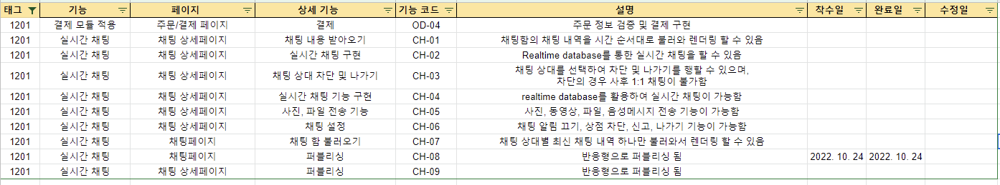 태그 기능 페이지 상세 기능 기능 코드 설명 착수일 완료일 수정일
1201 결제 모듈 적용 주문/결제 페이지 결제 OD-04 주문 정보 검증 및 결제 구현
1201 실시간 채팅 채팅 상세페이지 채팅 내용 받아오기 CH-01 채팅함의 채팅 내역을 시간 순서대로 불러와 렌더링 할 수 있음
1201 실시간 채팅 채팅 상세페이지 실시간 채팅 구현 CH-02 Realtime database를 통한 실시간 채팅을 할 수 있음
1201 실시간 채팅 채팅 상세페이지 채팅 상대 차단 및 나가기 CH-03 채팅 상대를 선택하여 차단 및 나가기를 행할 수 있으며,
차단의 경우 사후 1:1 채팅이 불가함
1201 실시간 채팅 채팅 상세페이지 실시간 채팅 기능 구현 CH-04 realtime database를 활용하여 실시간 채팅이 가능함
1201 실시간 채팅 채팅 상세페이지 사진, 파일 전송 기능 CH-05 사진, 동영상, 파일, 음성메시지 전송 기능이 가능함
1201 실시간 채팅 채팅 상세페이지 채팅 설정 CH-06 채팅 알림 끄기, 상점 차단, 신고, 나가기 기능이 가능함
1201 실시간 채팅 채팅페이지 채팅 함 불러오기 CH-07 채팅 상대별 최신 채팅 내역 하나만 불러와서 렌더링 할 수 있음
1201 실시간 채팅 채팅페이지 퍼블리싱 CH-08 반응형으로 퍼블리싱 됨 2022. 10. 24 2022. 10. 24
1201 실시간 채팅 채팅 상세페이지 퍼블리싱 CH-09 반응형으로 퍼블리싱 됨